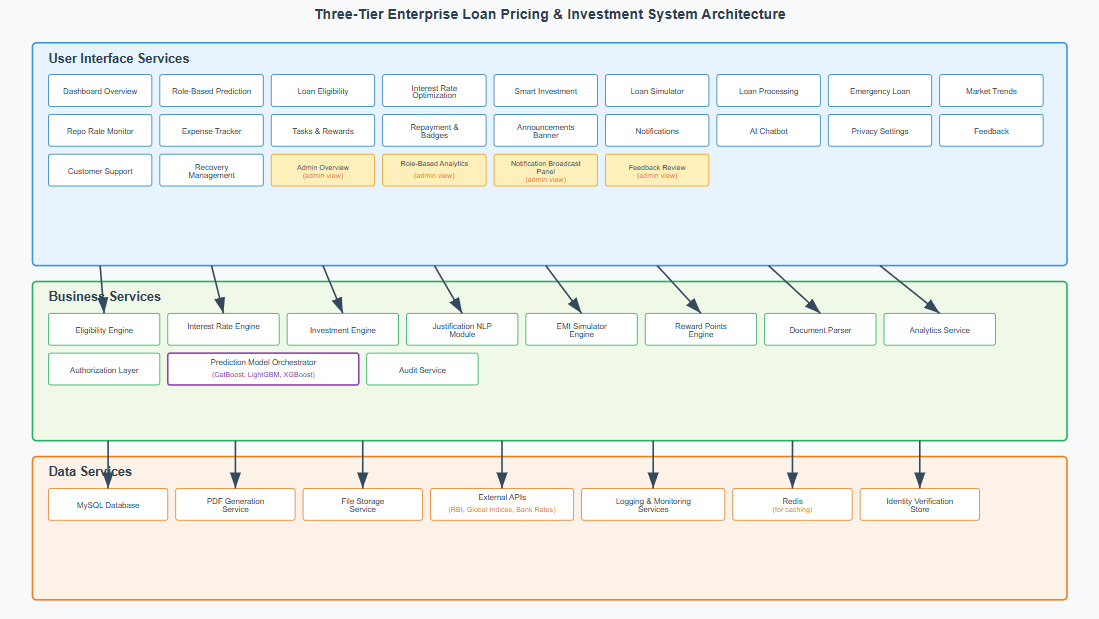 Three-Tier Enterprise Loan Pricing & Investment System Architecture
User Interface Services
Dashboard Overview
Role-Based Prediction
Loan Eligibility
Interest Rate
Optimization
Smart Investment
Loan Simulator
Loan Processing
Emergency Loan
Market Trends
Repo Rate Monitor
Expense Tracker
Tasks & Rewards
Repayment &
Badges
Announcements
Banner
Notifications
AI Chatbot
Privacy Settings
Feedback
Customer Support
Recovery
Management
Admin Overview
(admin view)
Role-Based Analytics
(admin view)
Notification Broadcast
Panel
(admin view)
Feedback Review
(admin view)
Business Services
Eligibility Engine
Interest Rate Engine
Investment Engine
Justification NLP
Module
EMI Simulator
Engine
Reward Points
Engine
Document Parser
Analytics Service
Authorization Layer
Prediction Model Orchestrator
(CatBoost, LightGBM, XGBoost)
Audit Service
Data Services
MySQL Database
PDF Generation
Service
File Storage
Service
External APIs
(RBI, Global Indices, Bank Rates)
Logging & Monitoring
Services
Redis
(for caching)
Identity Verification
Store